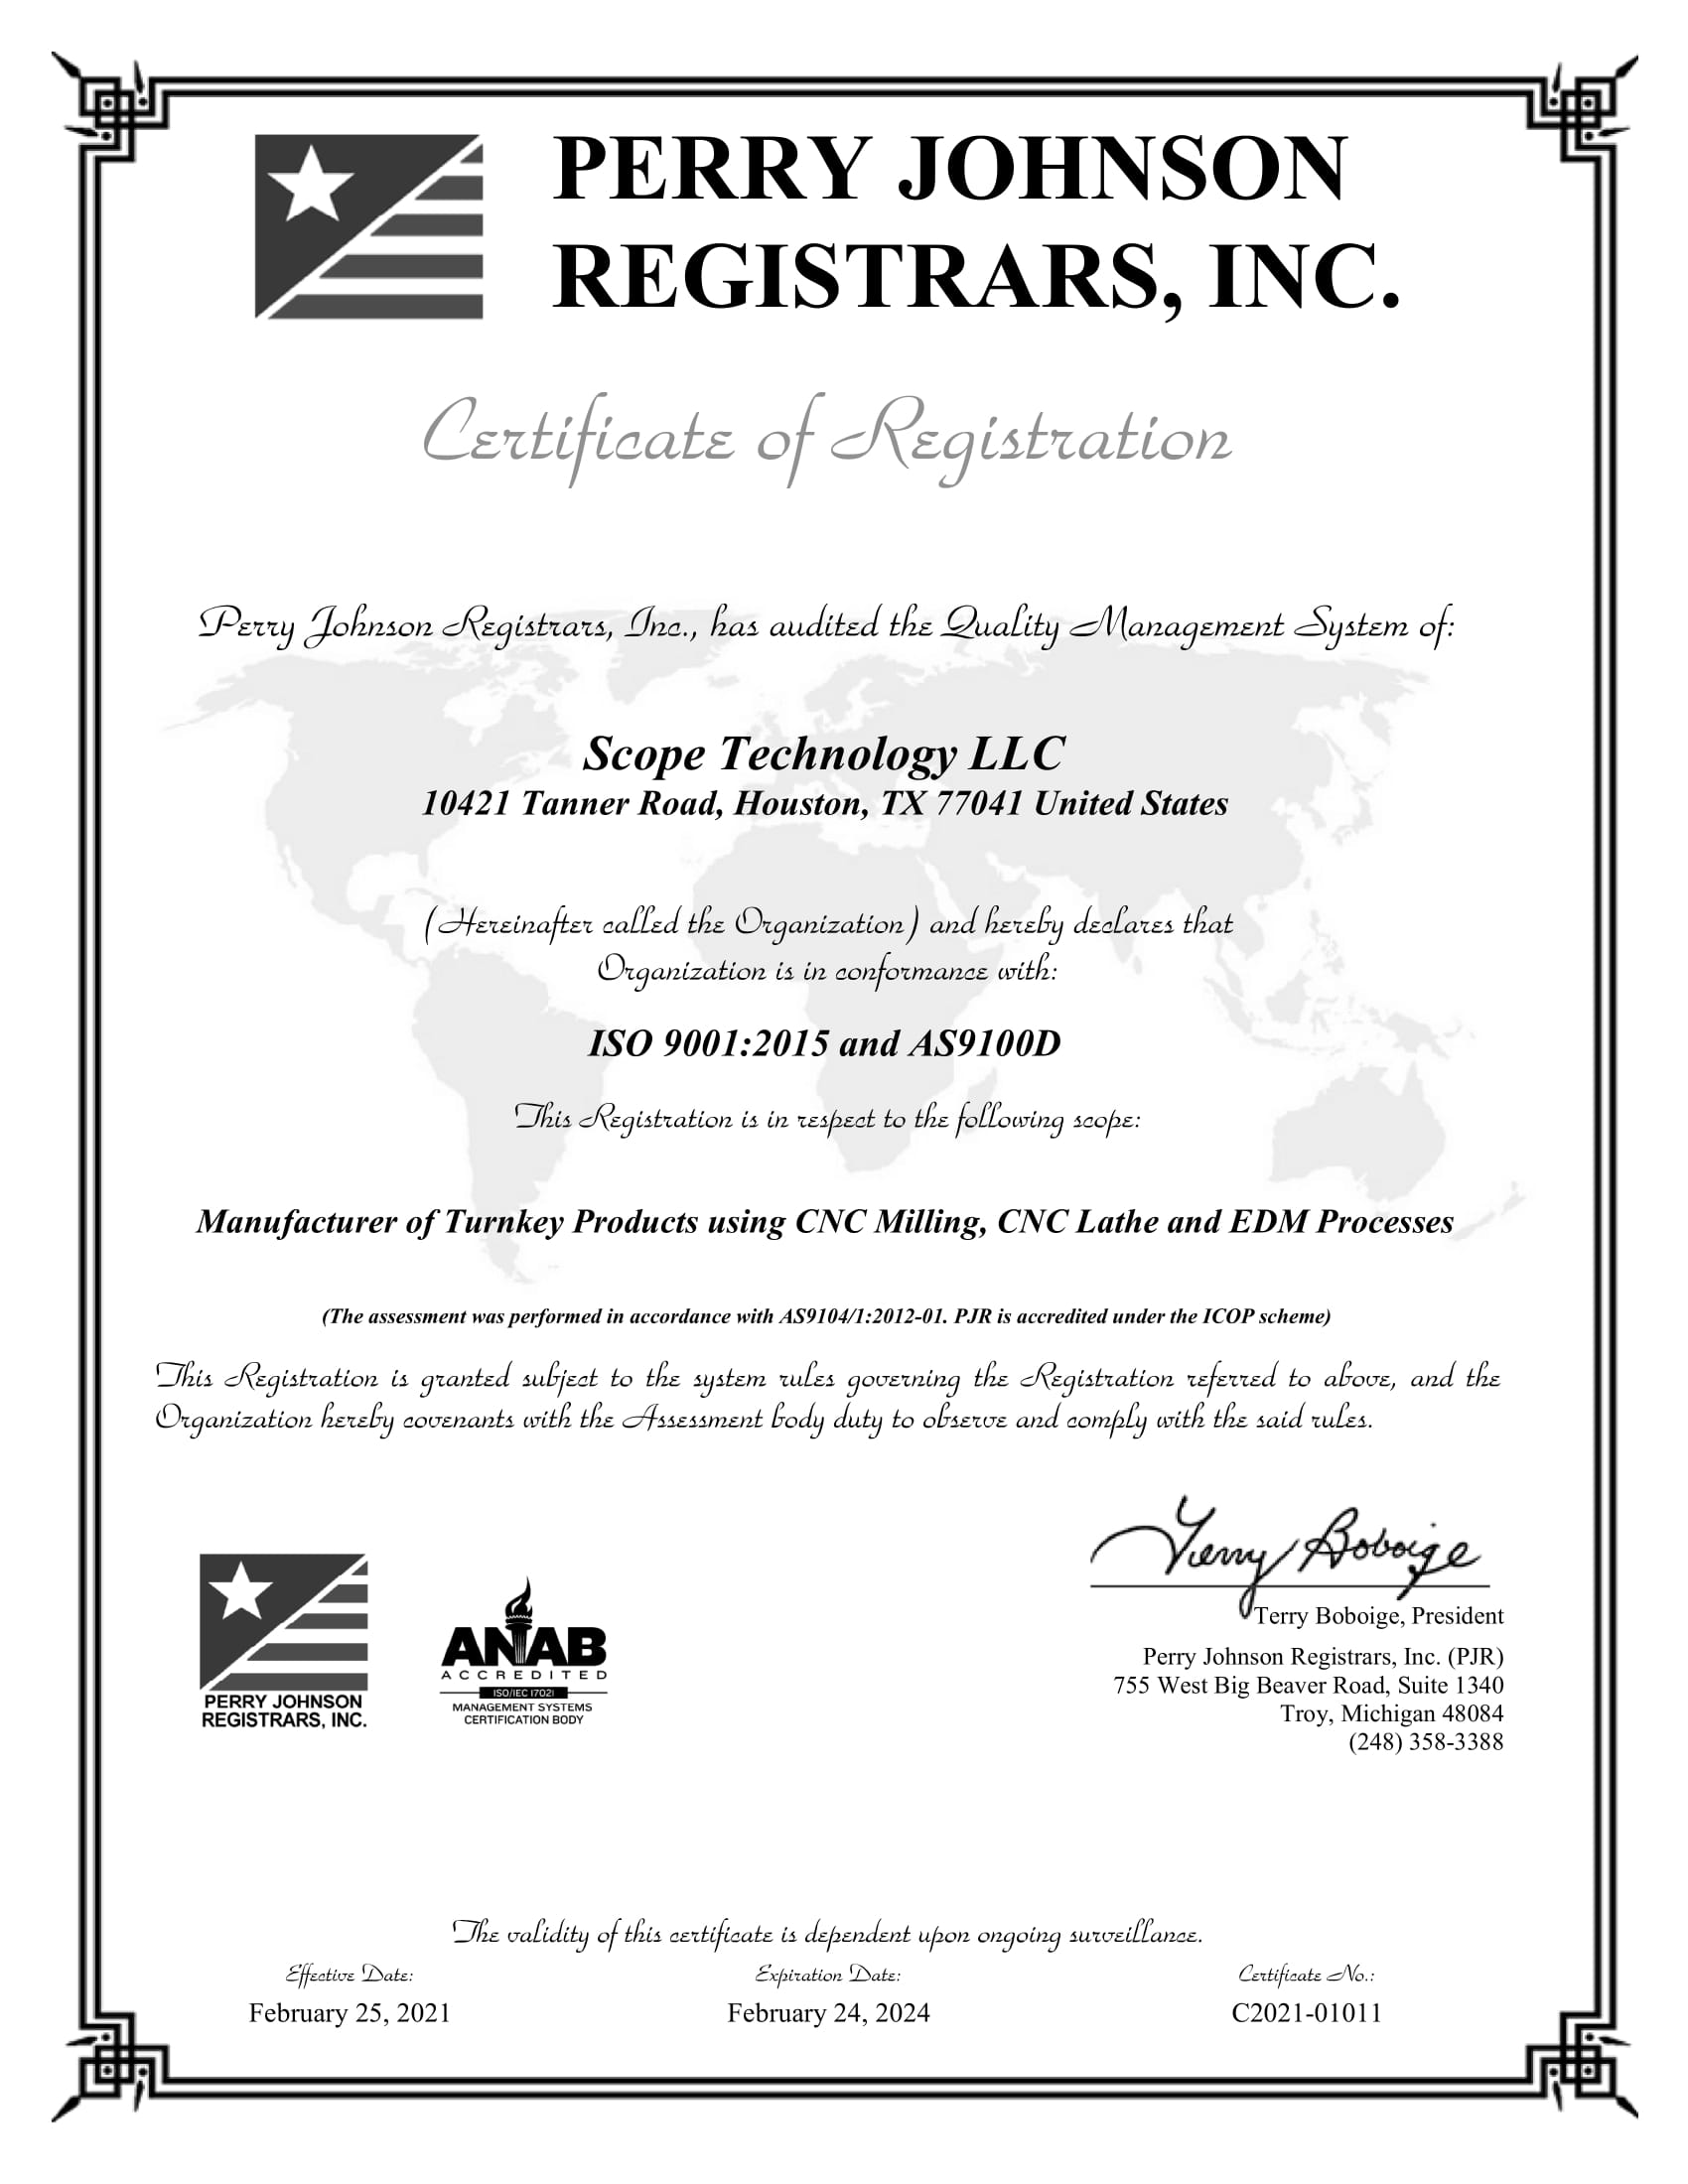 PERRY JOHNSON
REGISTRARS, INC.
Certificate of Registration
Perry Johnson Registrars, Inc., has audited the Quality Management System of:
Scope Technology LLC
10421 Tanner Road, Houston, TX 77041 United States
(Hereinafter called the Organization) and hereby declares that
Organization is in conformance with:
ISO 9001:2015 and AS9100D
This Registration is in respect to the following scope:
Manufacturer of Turnkey Products using CNC Milling, CNC Lathe and EDM Processes
(The assessment was performed in accordance with AS9104/1:2012-01. PJR is accredited under the ICOP scheme)
This Registration is granted subject to the system rules governing the Registration referred to above, and the
Organization hereby covenants with the Assessment body duty to observe and comply with the said rules.
Terry Boboige
Terry Boboige, President
Perry Johnson Registrars, Inc. (PJR)
755 West Big Beaver Road, Suite 1340
Troy, Michigan 48084
(248) 358-3388
PERRY JOHNSON
REGISTRARS, INC.
ANAB
ACCREDITED
ISO/IEC 17021
MANAGEMENT SYSTEMS
CERTIFICATION BODY
The validity of this certificate is dependent upon ongoing surveillance.
Effective Date: Expiration Date: Certificate No.:
February 25, 2021 February 24, 2024 C2021-01011